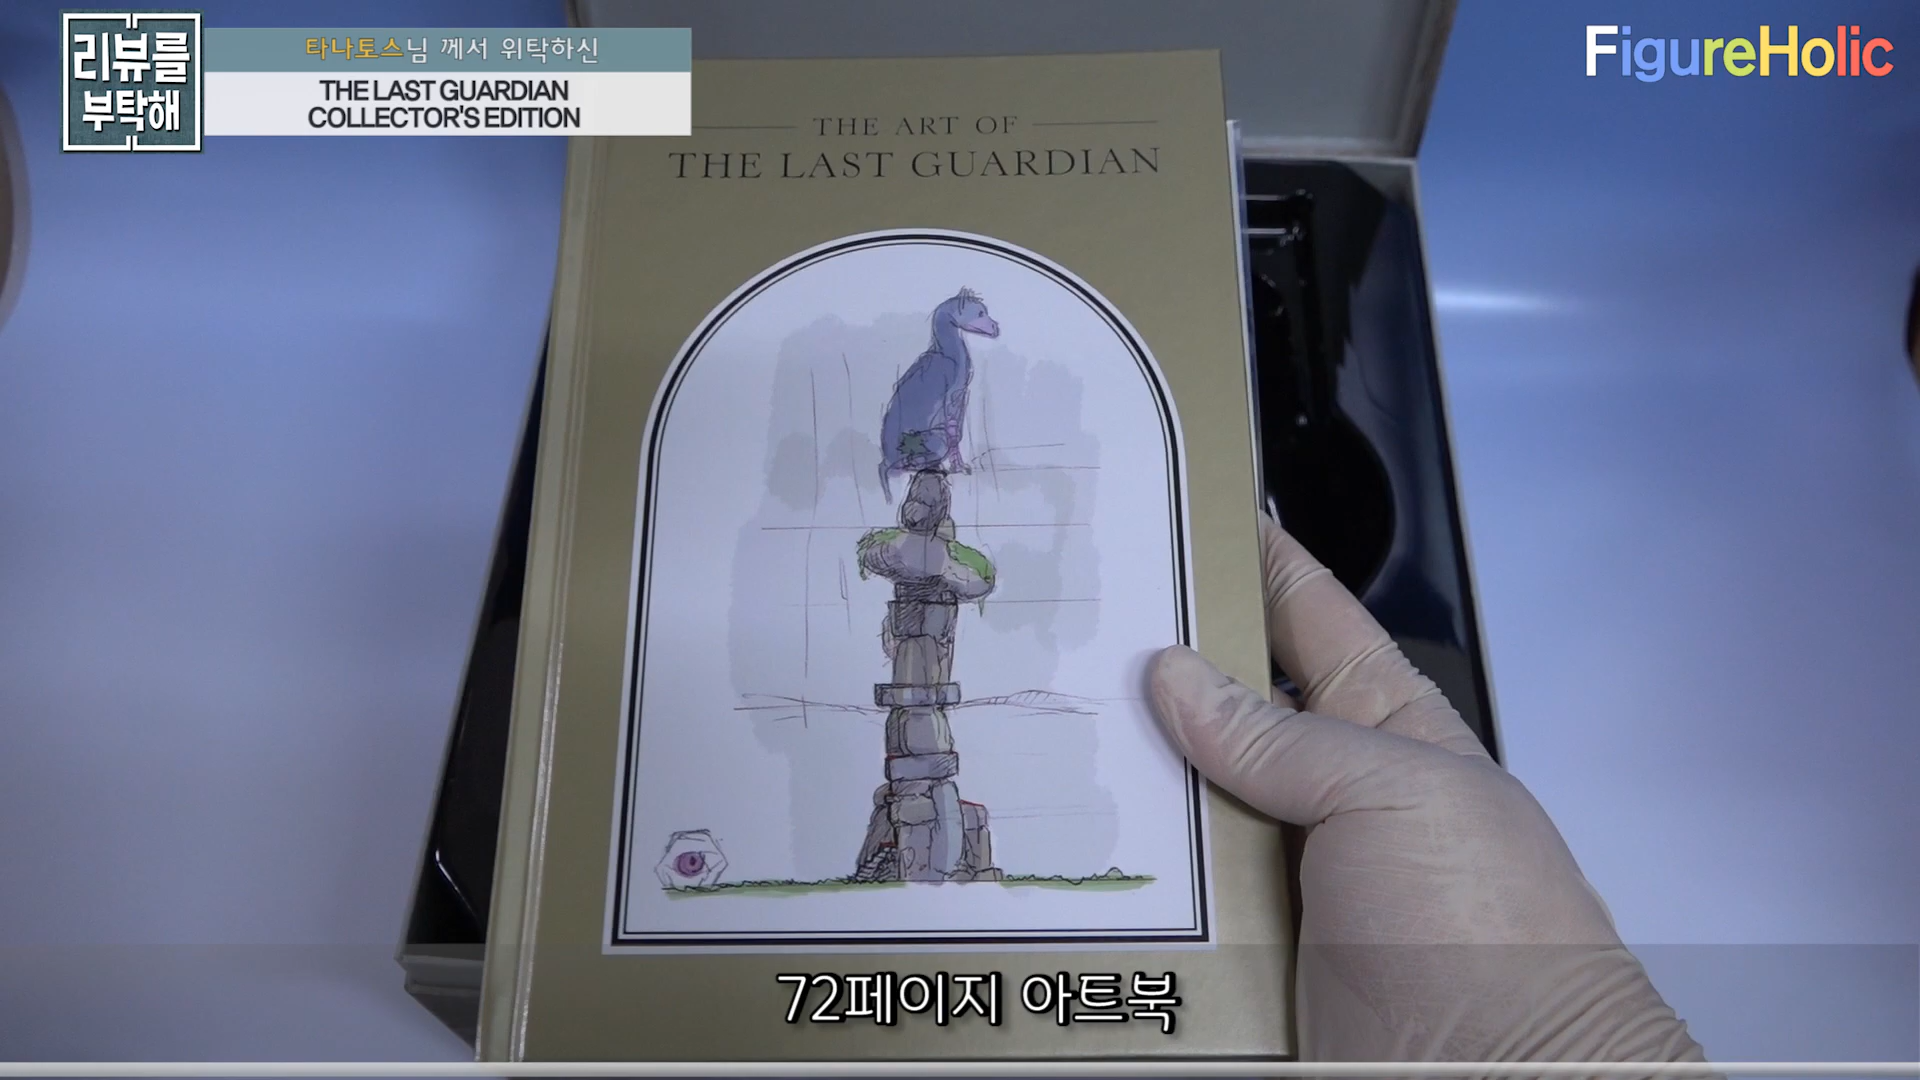 리뷰를
부탁해
타나토스님 께서 위탁하신
THE LAST GUARDIAN
COLLECTOR'S EDITION
FigureHolic
THE ART OF
THE LAST GUARDIAN
72페이지 아트북